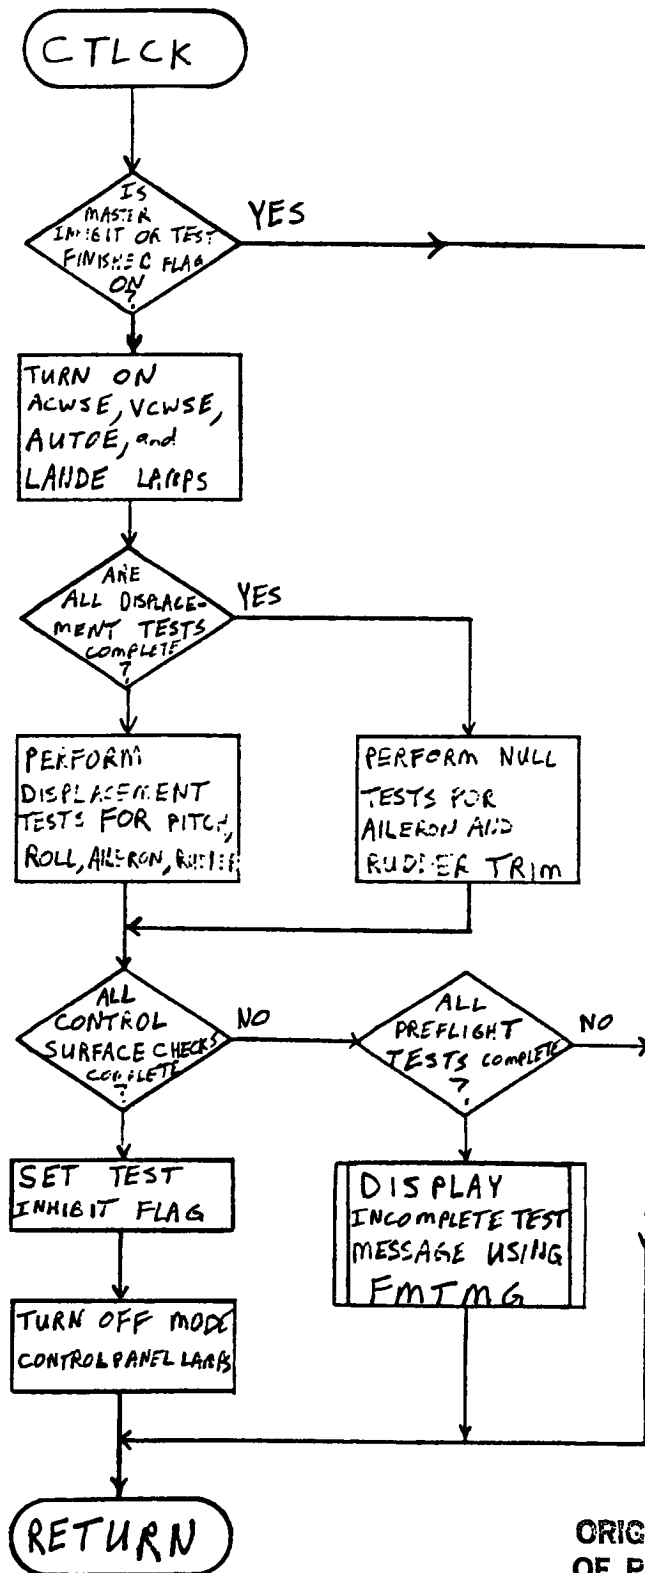 CTLCK
IS
MASTER
INHIBIT OR TEST
FINISHED FLAG
ON
?
YES
TURN ON
ACWSE, VCWSE,
AUTOE, and
LANDE LAMPS
ARE
ALL DISPLACE-
MENT TESTS
COMPLETE
?
YES
PERFORM
DISPLACEMENT
TESTS FOR PITCH,
ROLL, AILERON, RUDDER
PERFORM NULL
TESTS FOR
AILERON AND
RUDDER TRIM
ALL
CONTROL
SURFACE CHECKS
COMPLETE
?
NO
ALL
PREFLIGHT
TESTS COMPLETE
?
NO
SET TEST
INHIBIT FLAG
DISPLAY
INCOMPLETE TEST
MESSAGE USING
FMTMG
TURN OFF MODE
CONTROL PANEL LAMPS
RETURN
ORIG
OF P